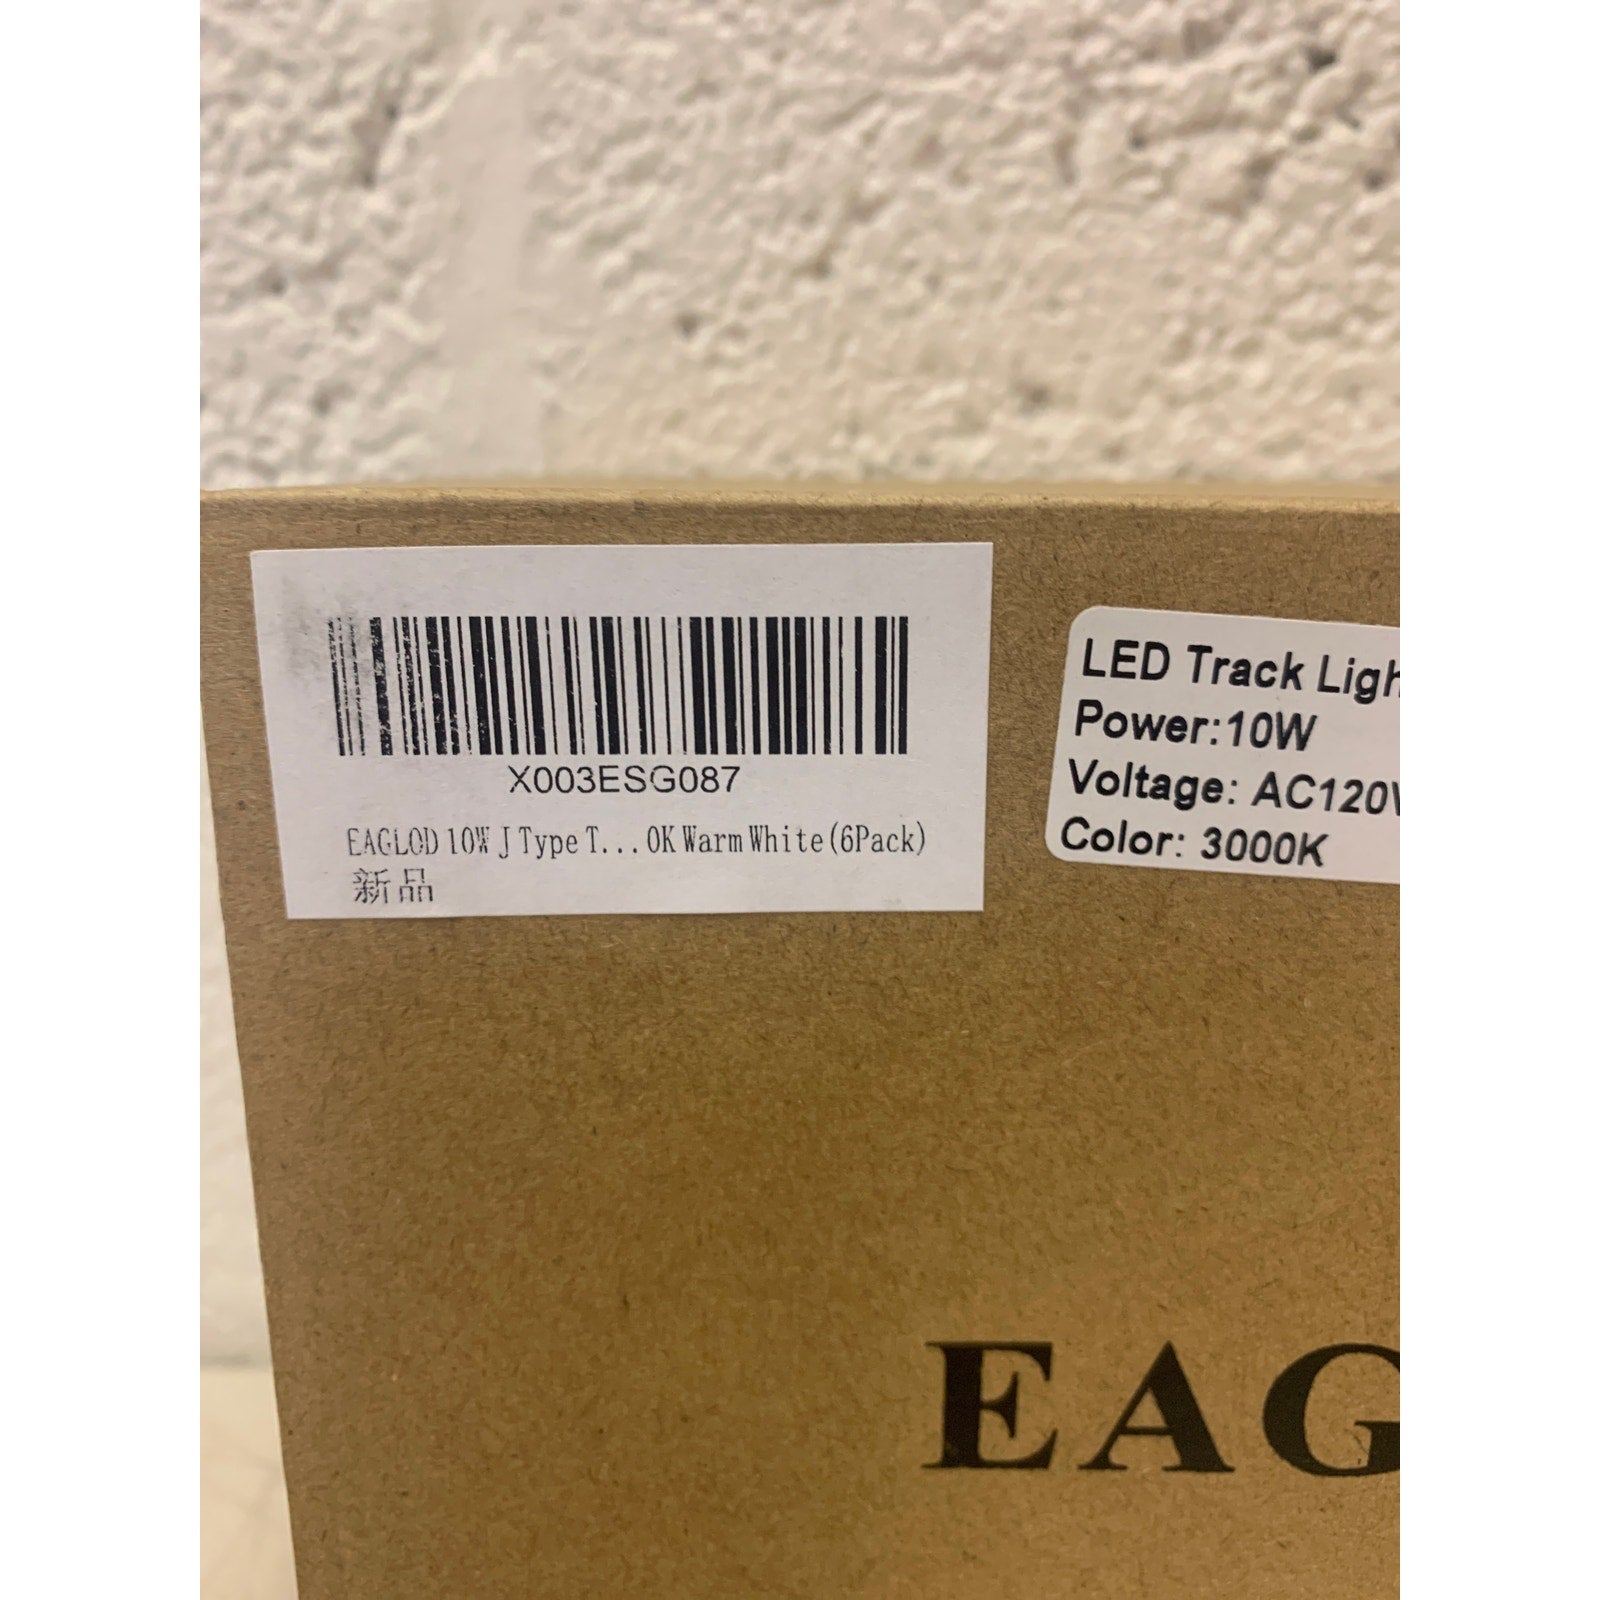 X003ESG087
EAGLOD 10W J Type T... 0K Warm White(6Pack)
新品
LED Track Ligh
Power:10W
Voltage: AC120V
Color: 3000K
EAG